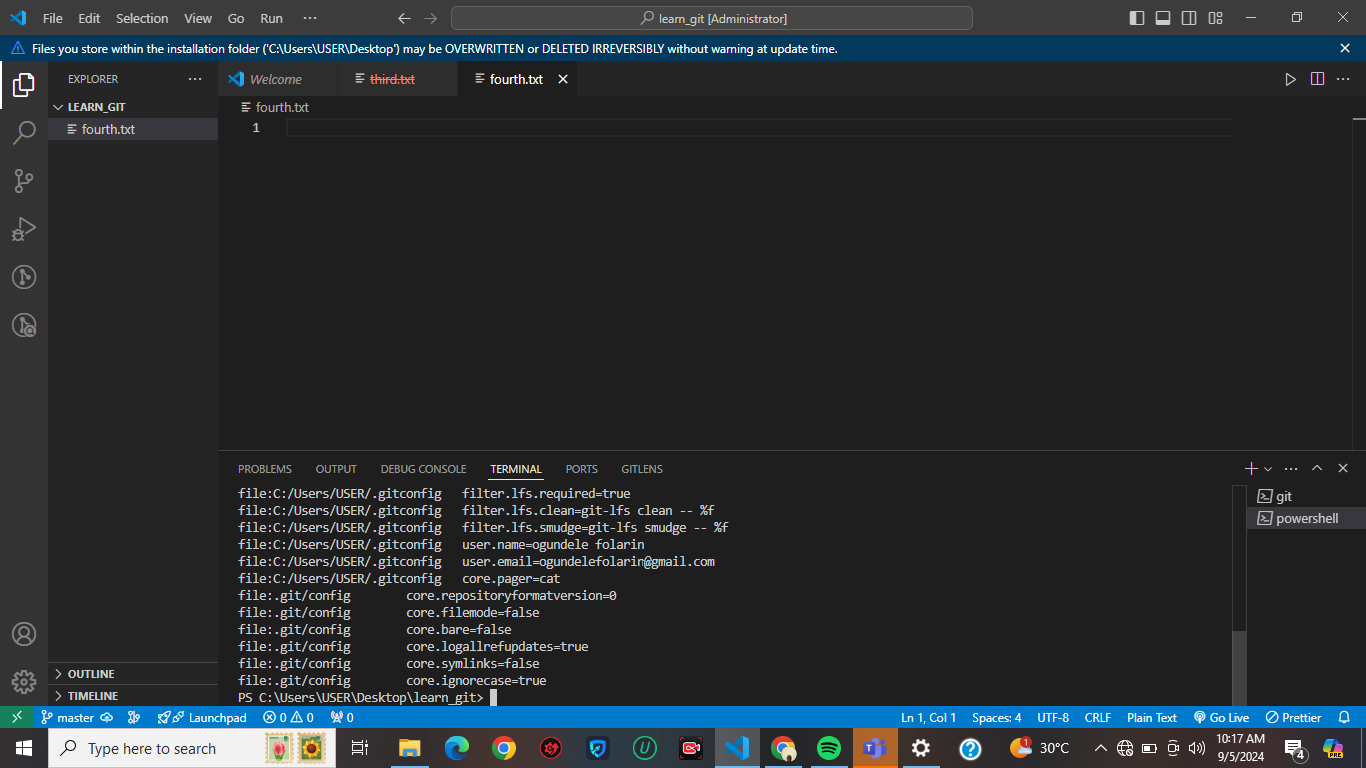 File Edit Selection View Go Run ··· learn_git [Administrator]
Files you store within the installation folder ('C:\Users\USER\Desktop') may be OVERWRITTEN or DELETED IRREVERSIBLY without warning at update time.
EXPLORER
LEARN_GIT
fourth.txt
OUTLINE
TIMELINE
Welcome third.txt fourth.txt
fourth.txt
1
PROBLEMS OUTPUT DEBUG CONSOLE TERMINAL PORTS GITLENS
file:C:/Users/USER/.gitconfig filter.lfs.required=true
file:C:/Users/USER/.gitconfig filter.lfs.clean=git-lfs clean -- %f
file:C:/Users/USER/.gitconfig filter.lfs.smudge=git-lfs smudge -- %f
file:C:/Users/USER/.gitconfig user.name=ogundele folarin
file:C:/Users/USER/.gitconfig user.email=ogundelefolarin@gmail.com
file:C:/Users/USER/.gitconfig core.pager=cat
file:.git/config core.repositoryformatversion=0
file:.git/config core.filemode=false
file:.git/config core.bare=false
file:.git/config core.logallrefupdates=true
file:.git/config core.symlinks=false
file:.git/config core.ignorecase=true
PS C:\Users\USER\Desktop\learn_git>
git
powershell
master Launchpad 0 0 0 Ln 1, Col 1 Spaces: 4 UTF-8 CRLF Plain Text Go Live Prettier
Type here to search 1 30°C 10:17 AM
9/5/2024
4
PRE